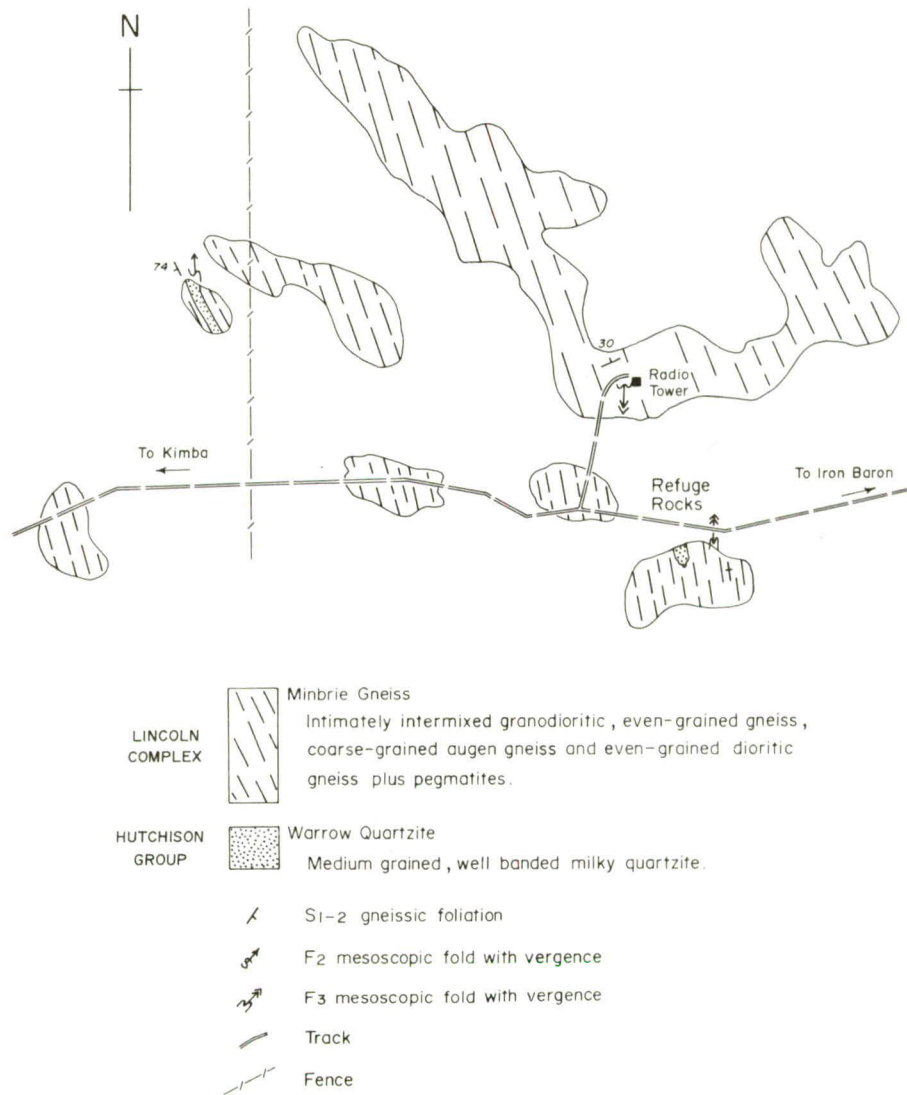 N
74
30
Radio
Tower
To Kimba
To Iron Baron
Refuge
Rocks
LINCOLN
COMPLEX
Minbrie Gneiss
Intimately intermixed granodioritic, even-grained gneiss,
coarse-grained augen gneiss and even-grained dioritic
gneiss plus pegmatites.
HUTCHISON
GROUP
Warrow Quartzite
Medium grained, well banded milky quartzite.
S1-2 gneissic foliation
F2 mesoscopic fold with vergence
F3 mesoscopic fold with vergence
Track
Fence